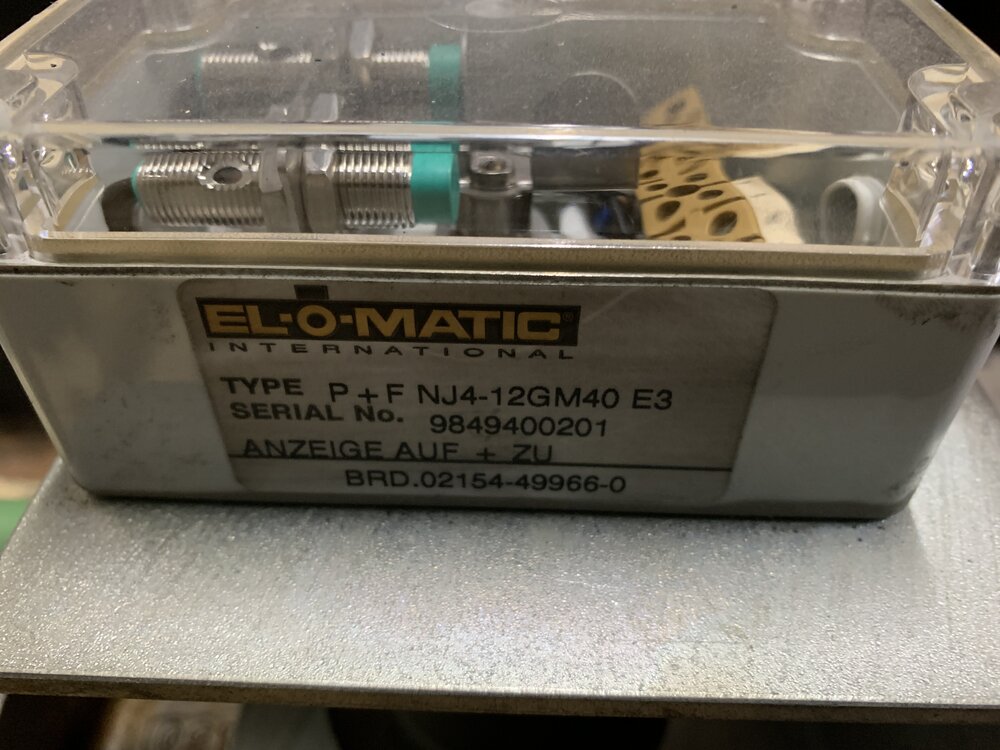 EL-O-MATIC®
INTERNATIONAL
TYPE P+F NJ4-12GM40 E3
SERIAL No. 9849400201
ANZEIGE AUF + ZU
BRD.02154-49966-0